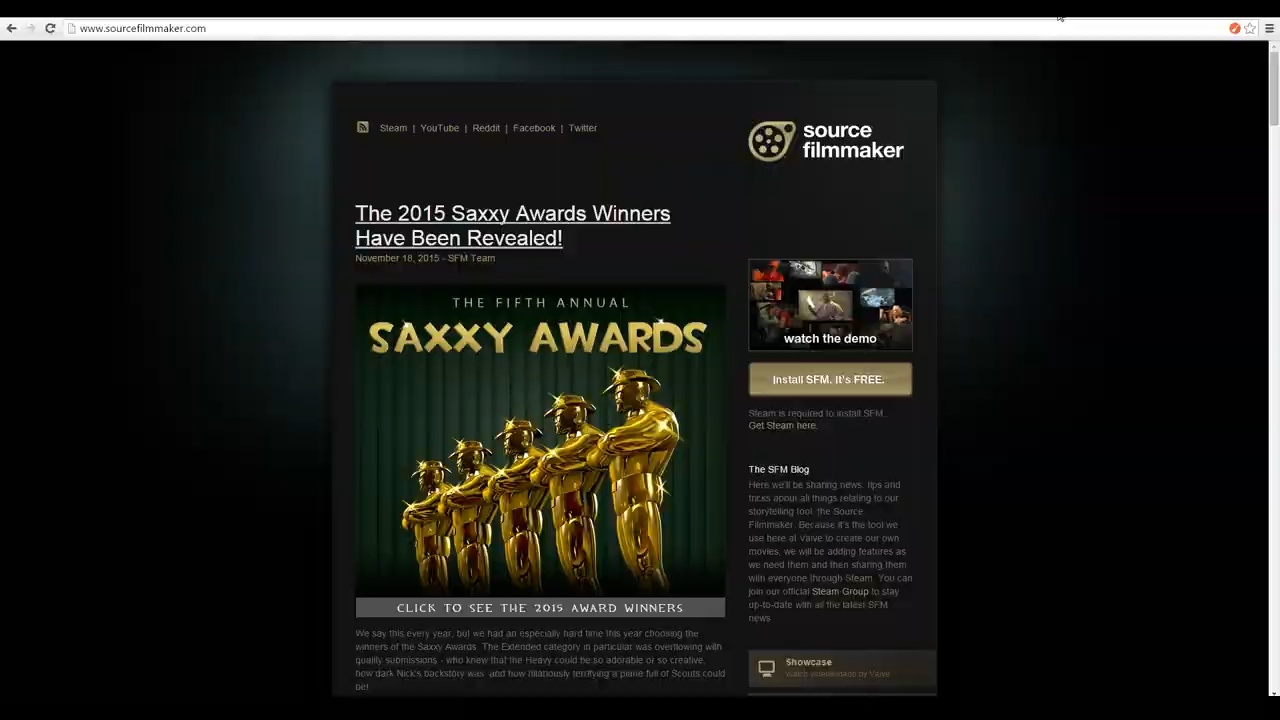 www.sourcefilmmaker.com
Steam | YouTube | Reddit | Facebook | Twitter
source
filmmaker
The 2015 Saxxy Awards Winners
Have Been Revealed!
November 18, 2015 - SFM Team
THE FIFTH ANNUAL
SAXXY AWARDS
CLICK TO SEE THE 2015 AWARD WINNERS
We say this every year, but we had an especially hard time this year choosing the
winners of the Saxxy Awards. The Extended category in particular was overflowing with
quality submissions - who knew that the Heavy could be so adorable or so creative,
how dark Nick's backstory was, and how hilariously terrifying a plane full of Scouts could
be!
watch the demo
Install SFM. It's FREE.
Steam is required to install SFM.
Get Steam here.
The SFM Blog
Here we'll be sharing news, tips and
tricks about all things relating to our
storytelling tool, the Source
Filmmaker. Because it's the tool we
use here at Valve to create our own
movies, we will be adding features as
we need them and then sharing them
with everyone through Steam. You can
join our official Steam Group to stay
up-to-date with all the latest SFM
news
Showcase
Watch videos made by Valve